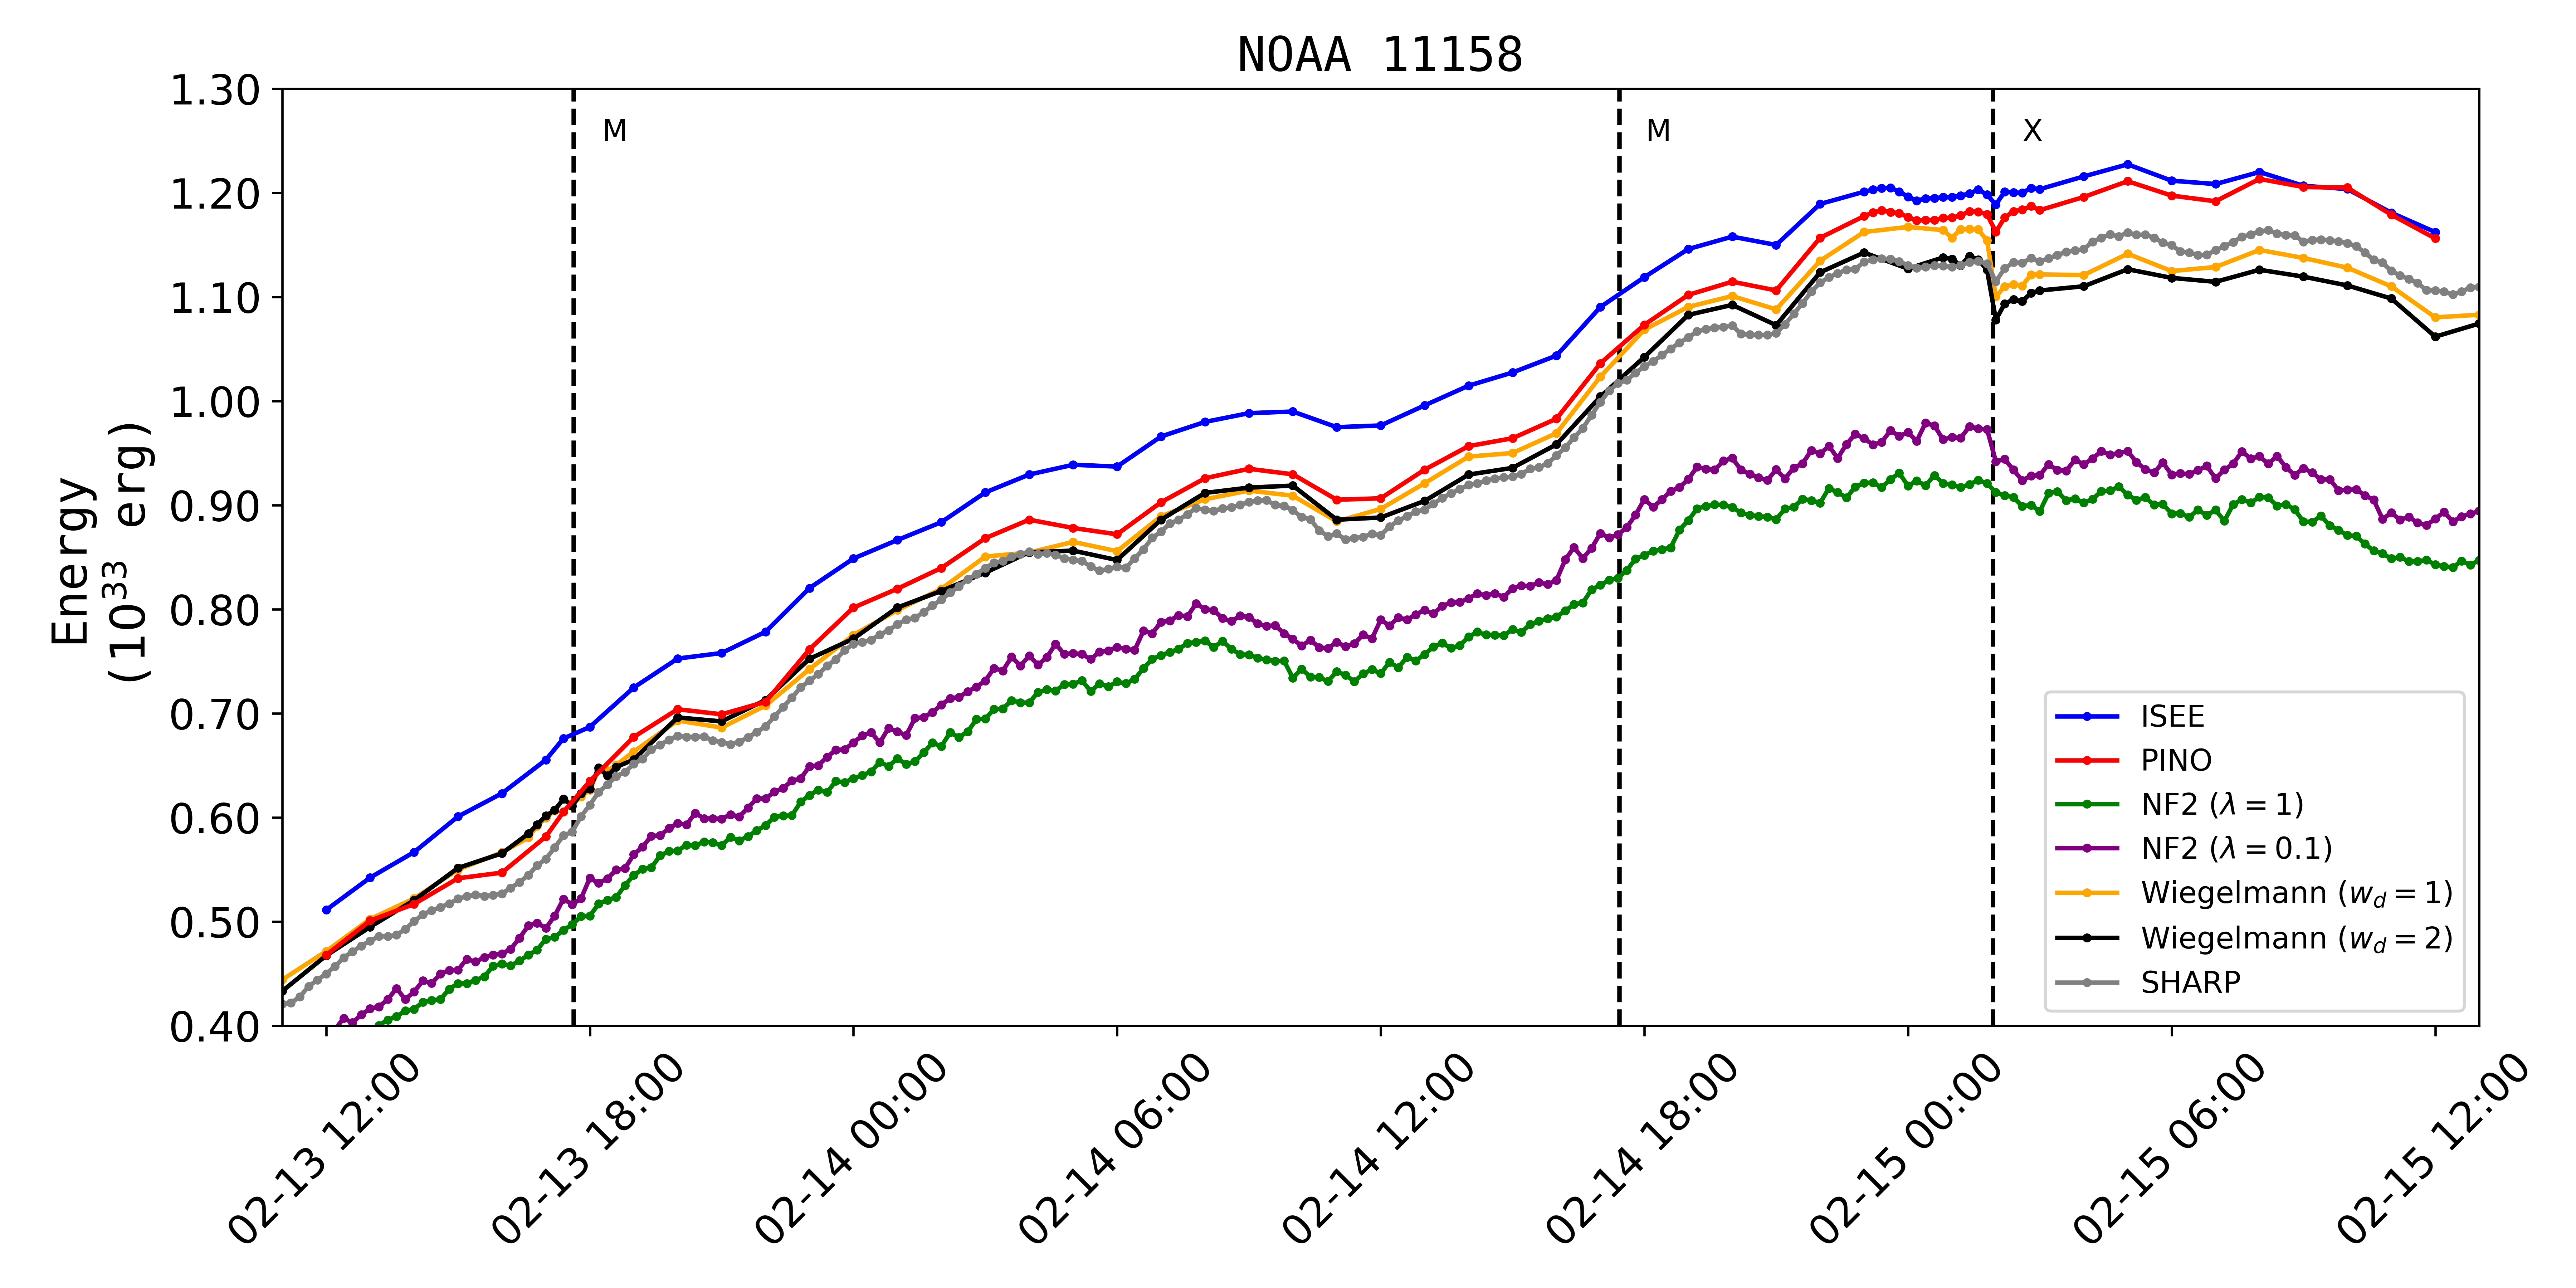 NOAA 11158
Energy
(10³³ erg)
1.30
1.20
1.10
1.00
0.90
0.80
0.70
0.60
0.50
0.40
M
M
X
ISEE
PINO
NF2 (λ = 1)
NF2 (λ = 0.1)
Wiegelmann (w_d = 1)
Wiegelmann (w_d = 2)
SHARP
02-13 12:00
02-13 18:00
02-14 00:00
02-14 06:00
02-14 12:00
02-14 18:00
02-15 00:00
02-15 06:00
02-15 12:00